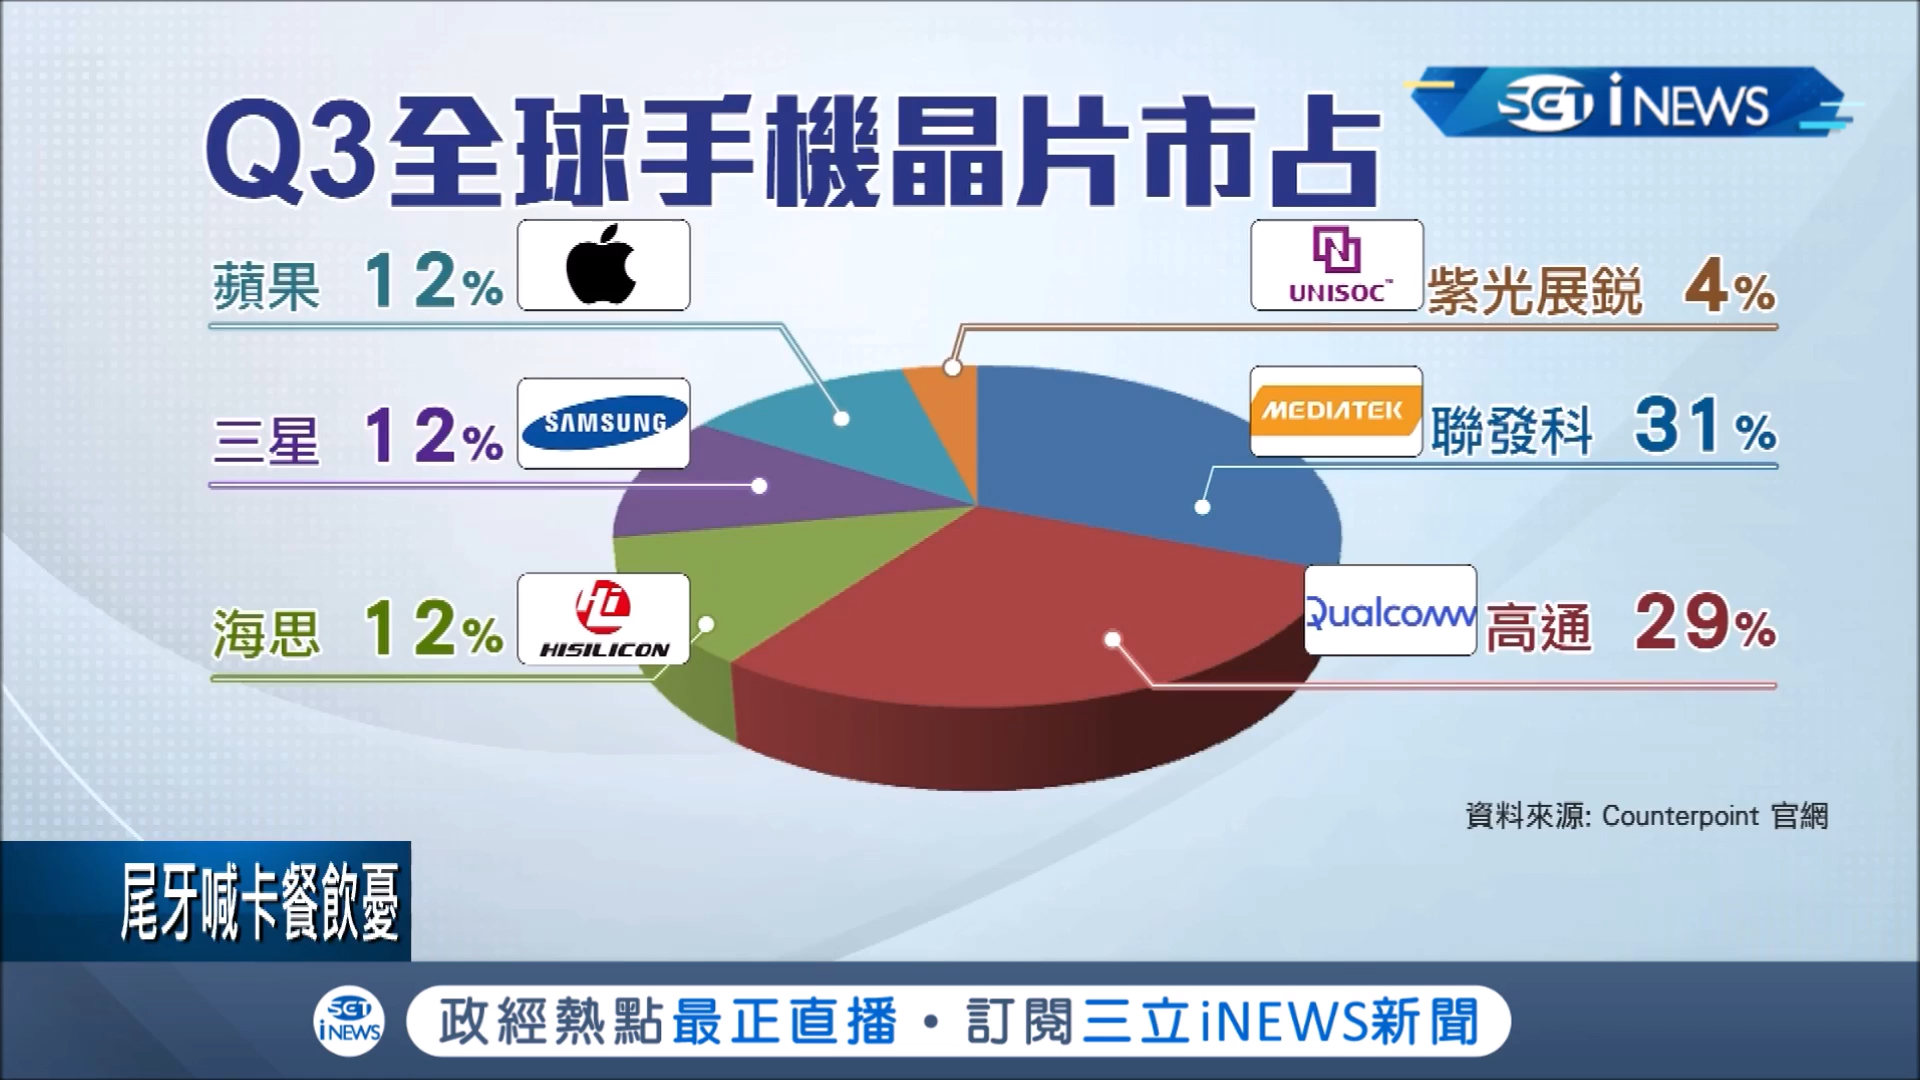 SET iNEWS
Q3全球手機晶片市占
蘋果 12%
UNISOC™
紫光展銳 4%
三星 12%
SAMSUNG
MEDIATEK
聯發科 31%
海思 12%
HISILICON
Qualcomm
高通 29%
資料來源: Counterpoint 官網
尾牙喊卡餐飲憂
SET iNEWS
政經熱點最正直播・訂閱三立iNEWS新聞